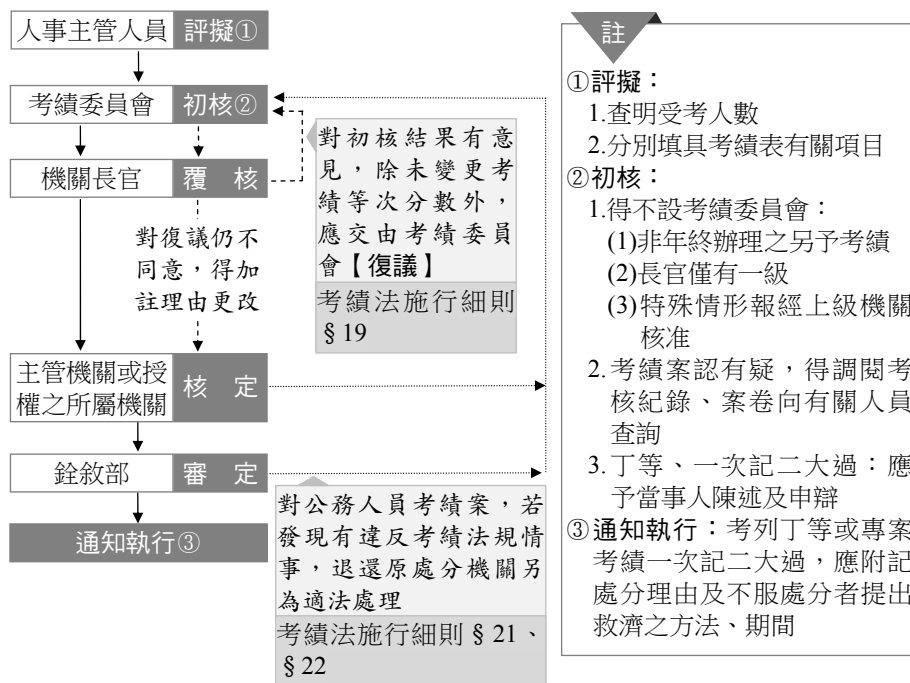 人事主管人員 評擬①
考績委員會 初核②
機關長官 覆 核
對復議仍不
同意，得加
註理由更改
對初核結果有意
見，除未變更考
績等次分數外，
應交由考績委員
會【復議】
考績法施行細則
§19
主管機關或授
權之所屬機關
核 定
銓敘部 審 定
通知執行③
對公務人員考績案，若
發現有違反考績法規情
事，退還原處分機關另
為適法處理
考績法施行細則§21、
§22
註
①評擬：
1.查明受考人數
2.分別填具考績表有關項目
②初核：
1.得不設考績委員會：
(1)非年終辦理之另予考績
(2)長官僅有一級
(3)特殊情形報經上級機關
核准
2.考績案認有疑，得調閱考
核紀錄、案卷向有關人員
查詢
3.丁等、一次記二大過：應
予當事人陳述及申辯
③通知執行：考列丁等或專案
考績一次記二大過，應附記
處分理由及不服處分者提出
救濟之方法、期間